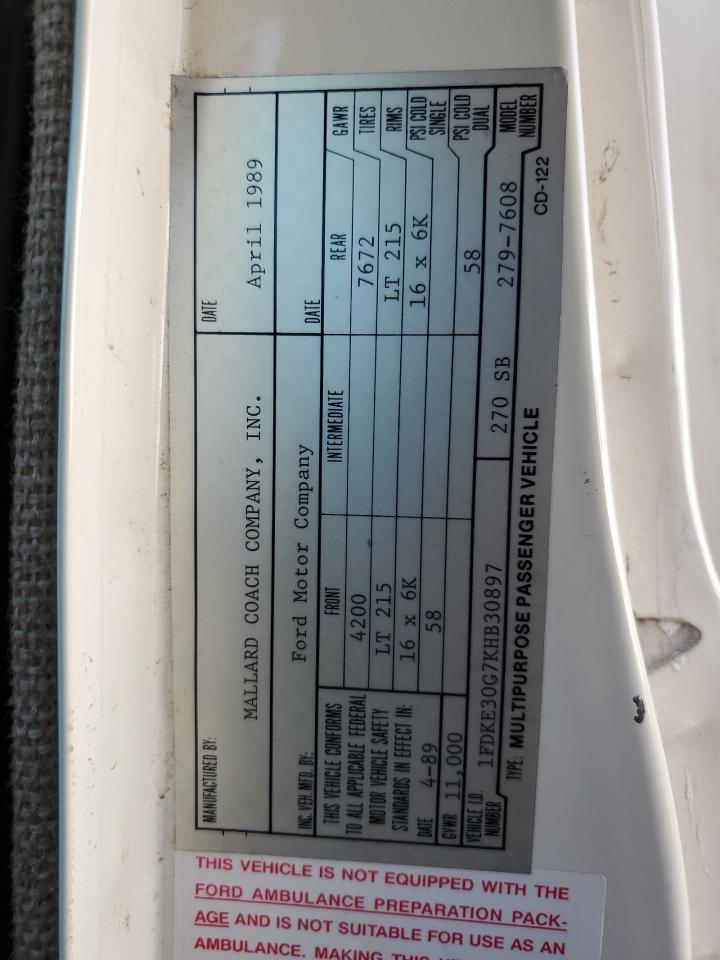 MANUFACTURED BY: DATE
MALLARD COACH COMPANY, INC. April 1989
INC. VEH. MFD. BY: Ford Motor Company DATE
THIS VEHICLE CONFORMS
TO ALL APPLICABLE FEDERAL
MOTOR VEHICLE SAFETY
STANDARDS IN EFFECT IN:
DATE 4-89
GVWR 11,000
FRONT INTERMEDIATE REAR
4200 7672 GAWR
LT 215 LT 215 TIRES
16 x 6K 16 x 6K RIMS
58 PSI COLD SINGLE
58 PSI COLD DUAL
VEHICLE I.D. NUMBER 1FDKE30G7KHB30897 270 SB 279-7608 MODEL NUMBER
TYPE: MULTIPURPOSE PASSENGER VEHICLE CD-122
THIS VEHICLE IS NOT EQUIPPED WITH THE
FORD AMBULANCE PREPARATION PACK-
AGE AND IS NOT SUITABLE FOR USE AS AN
AMBULANCE. MAKING THIS